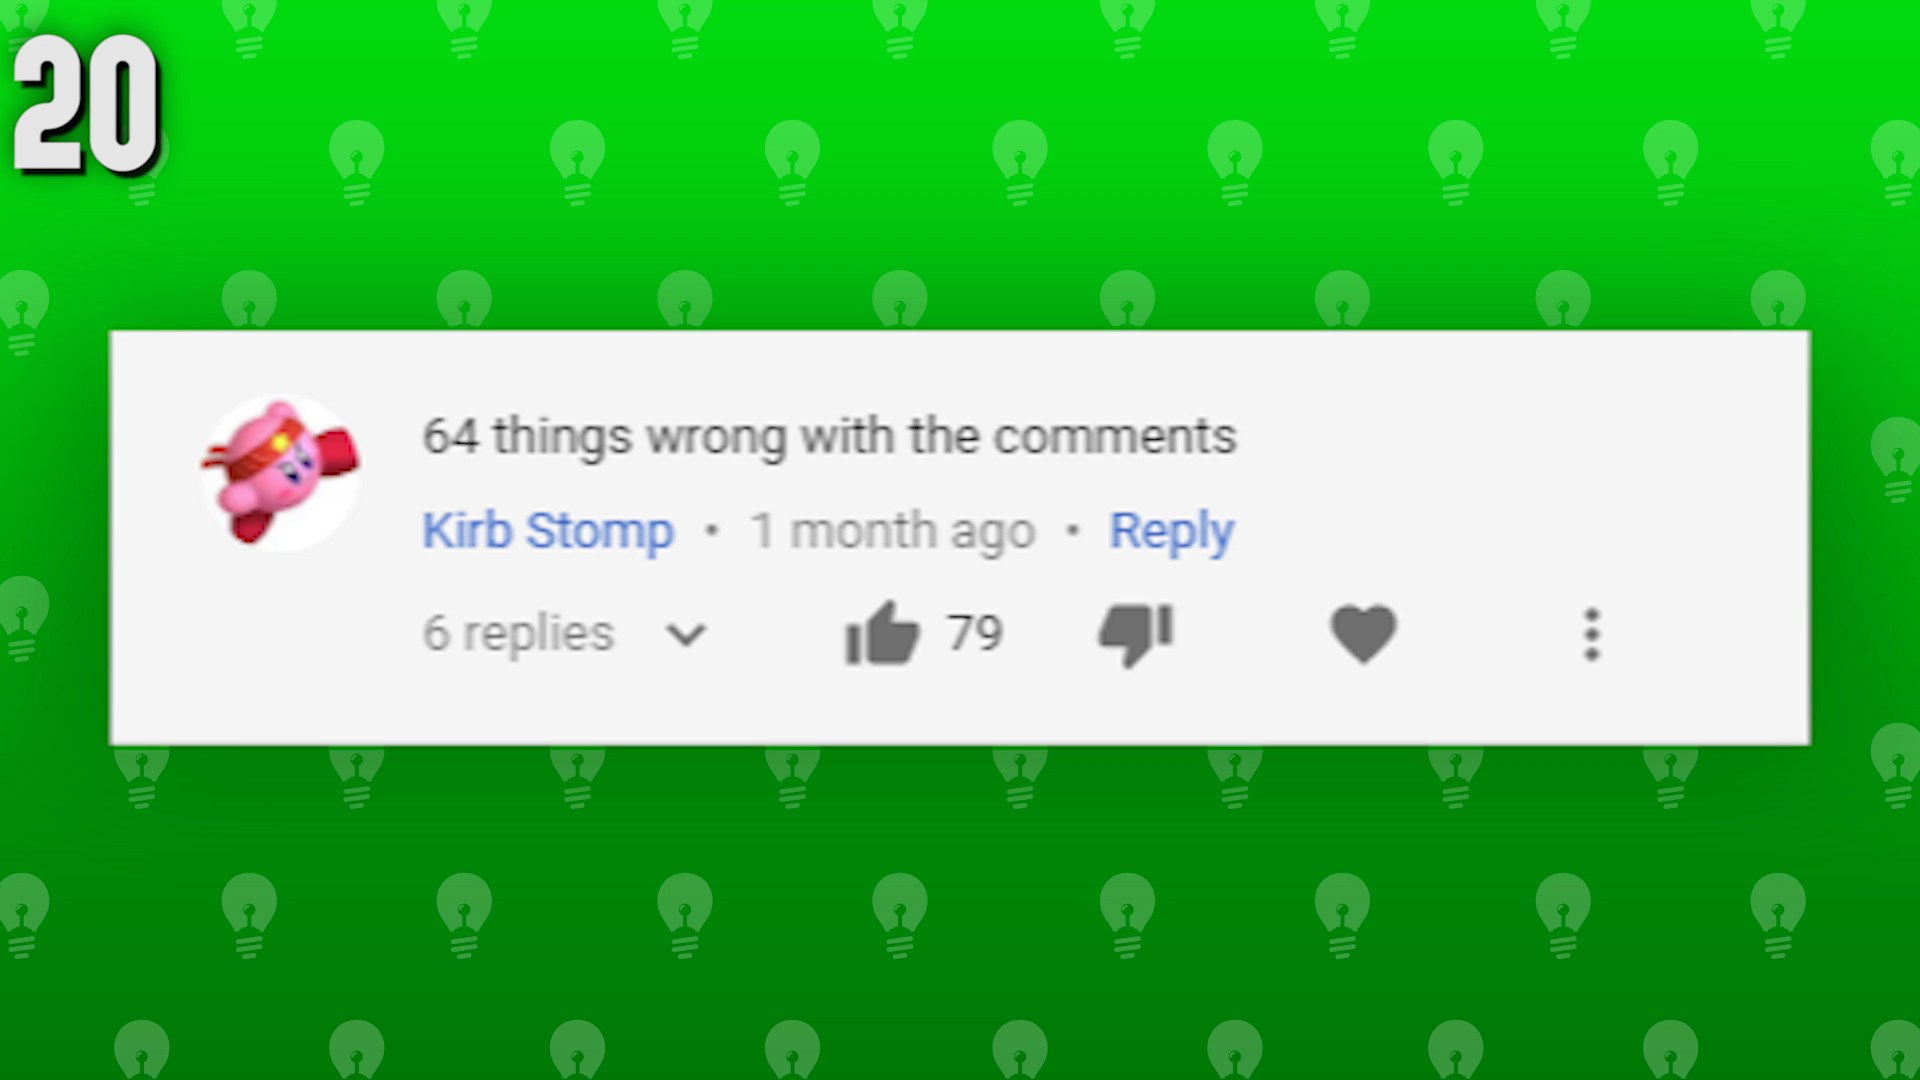 20
64 things wrong with the comments
Kirb Stomp • 1 month ago • Reply
6 replies 79